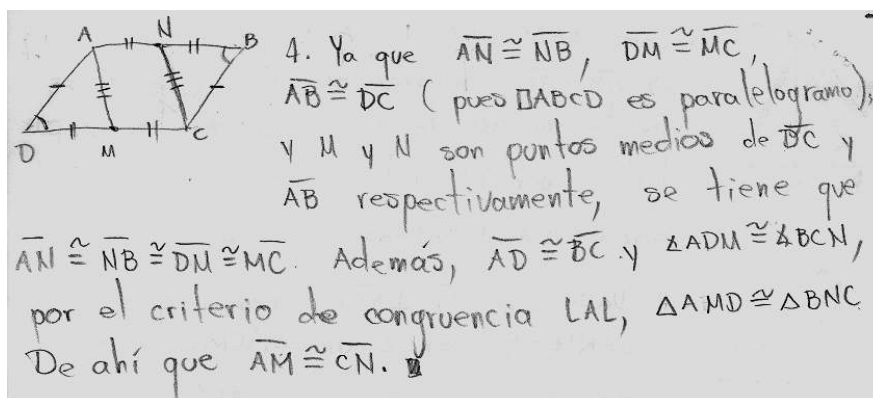 A N B
D M C
4. Ya que AN ≅ NB, DM ≅ MC,
AB ≅ DC (pues □ABCD es paralelogramo),
y M y N son puntos medios de DC y
AB respectivamente, se tiene que
AN ≅ NB ≅ DM ≅ MC. Además, AD ≅ BC y ∡ADM ≅ ∡BCN,
por el criterio de congruencia LAL, △AMD ≅ △BNC
De ahí que AM ≅ CN.